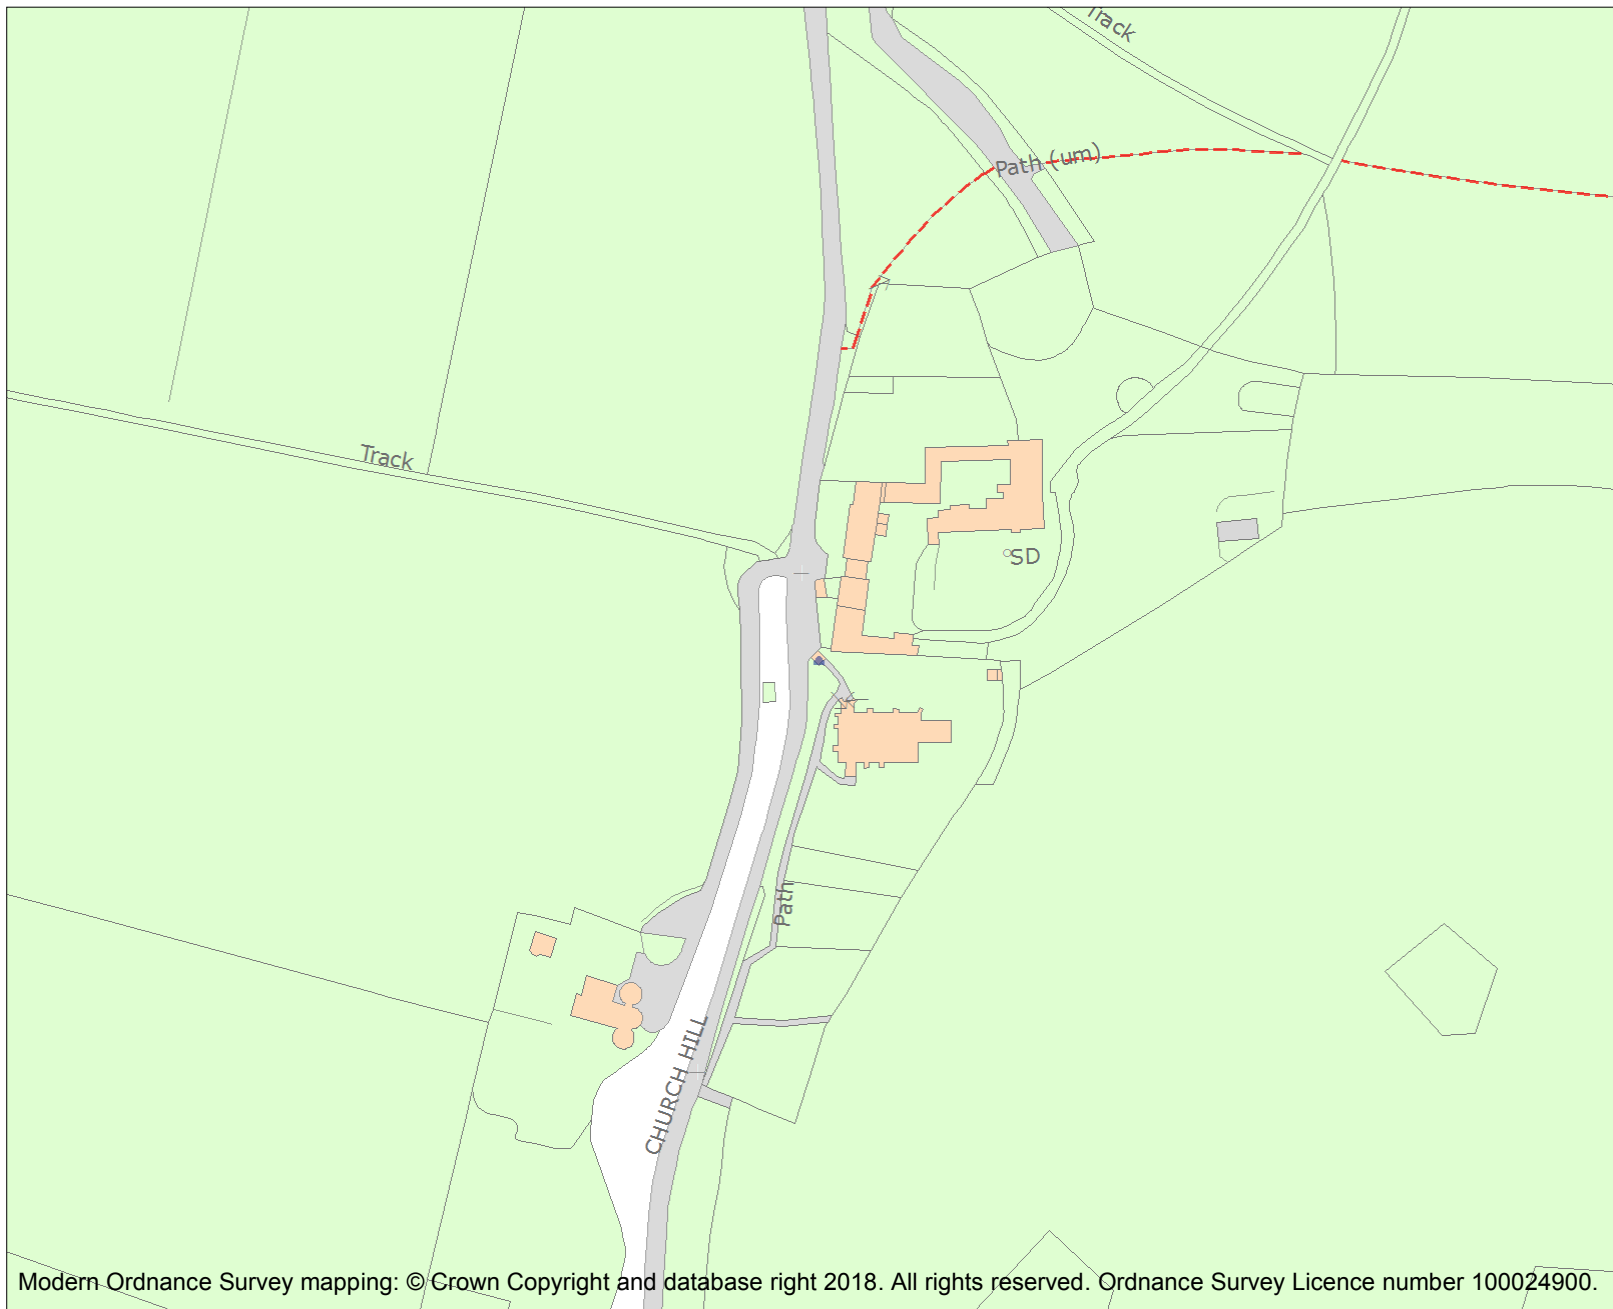 Track
Path (um)
Track
SD
Path
CHURCH HILL
Modern Ordnance Survey mapping: © Crown Copyright and database right 2018. All rights reserved. Ordnance Survey Licence number 100024900.